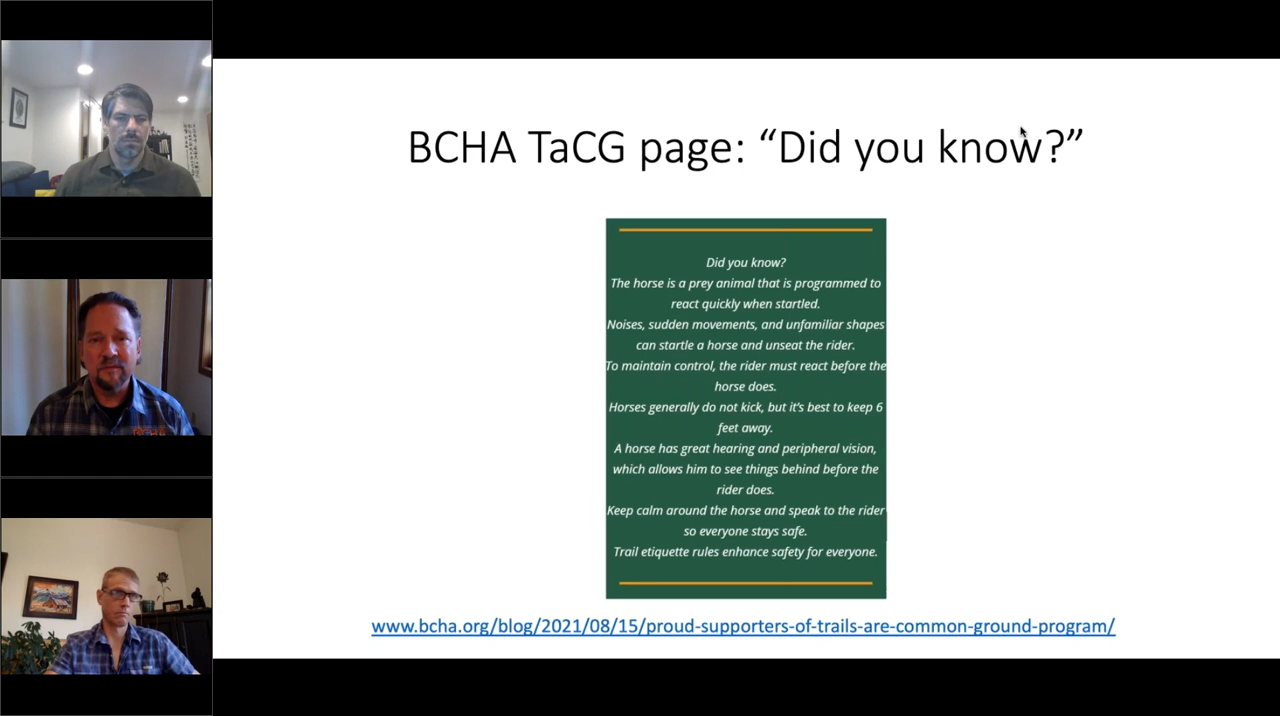 BCHA TaCG page: “Did you know?”
Did you know?
The horse is a prey animal that is programmed to
react quickly when startled.
Noises, sudden movements, and unfamiliar shapes
can startle a horse and unseat the rider.
To maintain control, the rider must react before the
horse does.
Horses generally do not kick, but it’s best to keep 6
feet away.
A horse has great hearing and peripheral vision,
which allows him to see things behind before the
rider does.
Keep calm around the horse and speak to the rider
so everyone stays safe.
Trail etiquette rules enhance safety for everyone.
www.bcha.org/blog/2021/08/15/proud-supporters-of-trails-are-common-ground-program/
BCHA